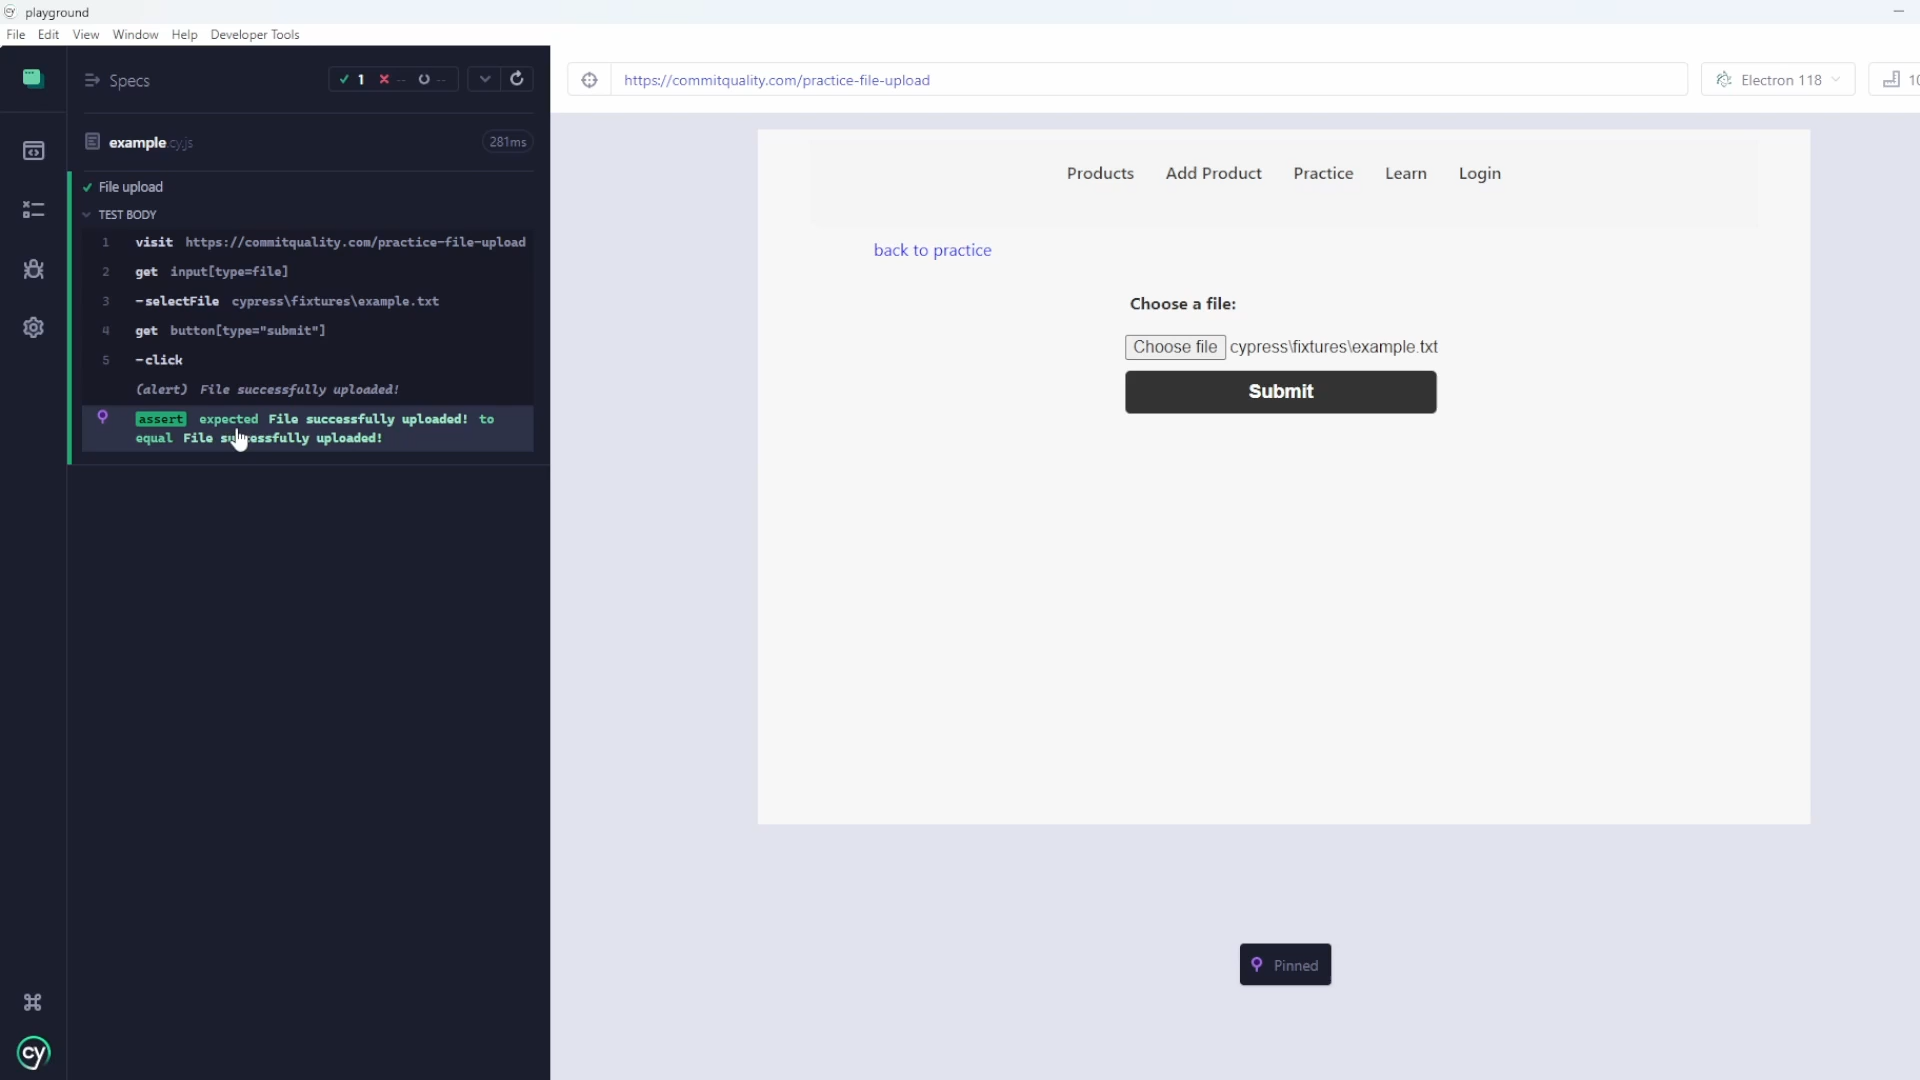 playground
File Edit View Window Help Developer Tools
Specs
1 -- --
https://commitquality.com/practice-file-upload
Electron 118
10
example.cy.js
281ms
File upload
TEST BODY
1 visit https://commitquality.com/practice-file-upload
2 get input[type=file]
3 -selectFile cypress\fixtures\example.txt
4 get button[type="submit"]
5 -click
(alert) File successfully uploaded!
assert expected File successfully uploaded! to
equal File successfully uploaded!
Products Add Product Practice Learn Login
back to practice
Choose a file:
Choose file cypress\fixtures\example.txt
Submit
Pinned
cy